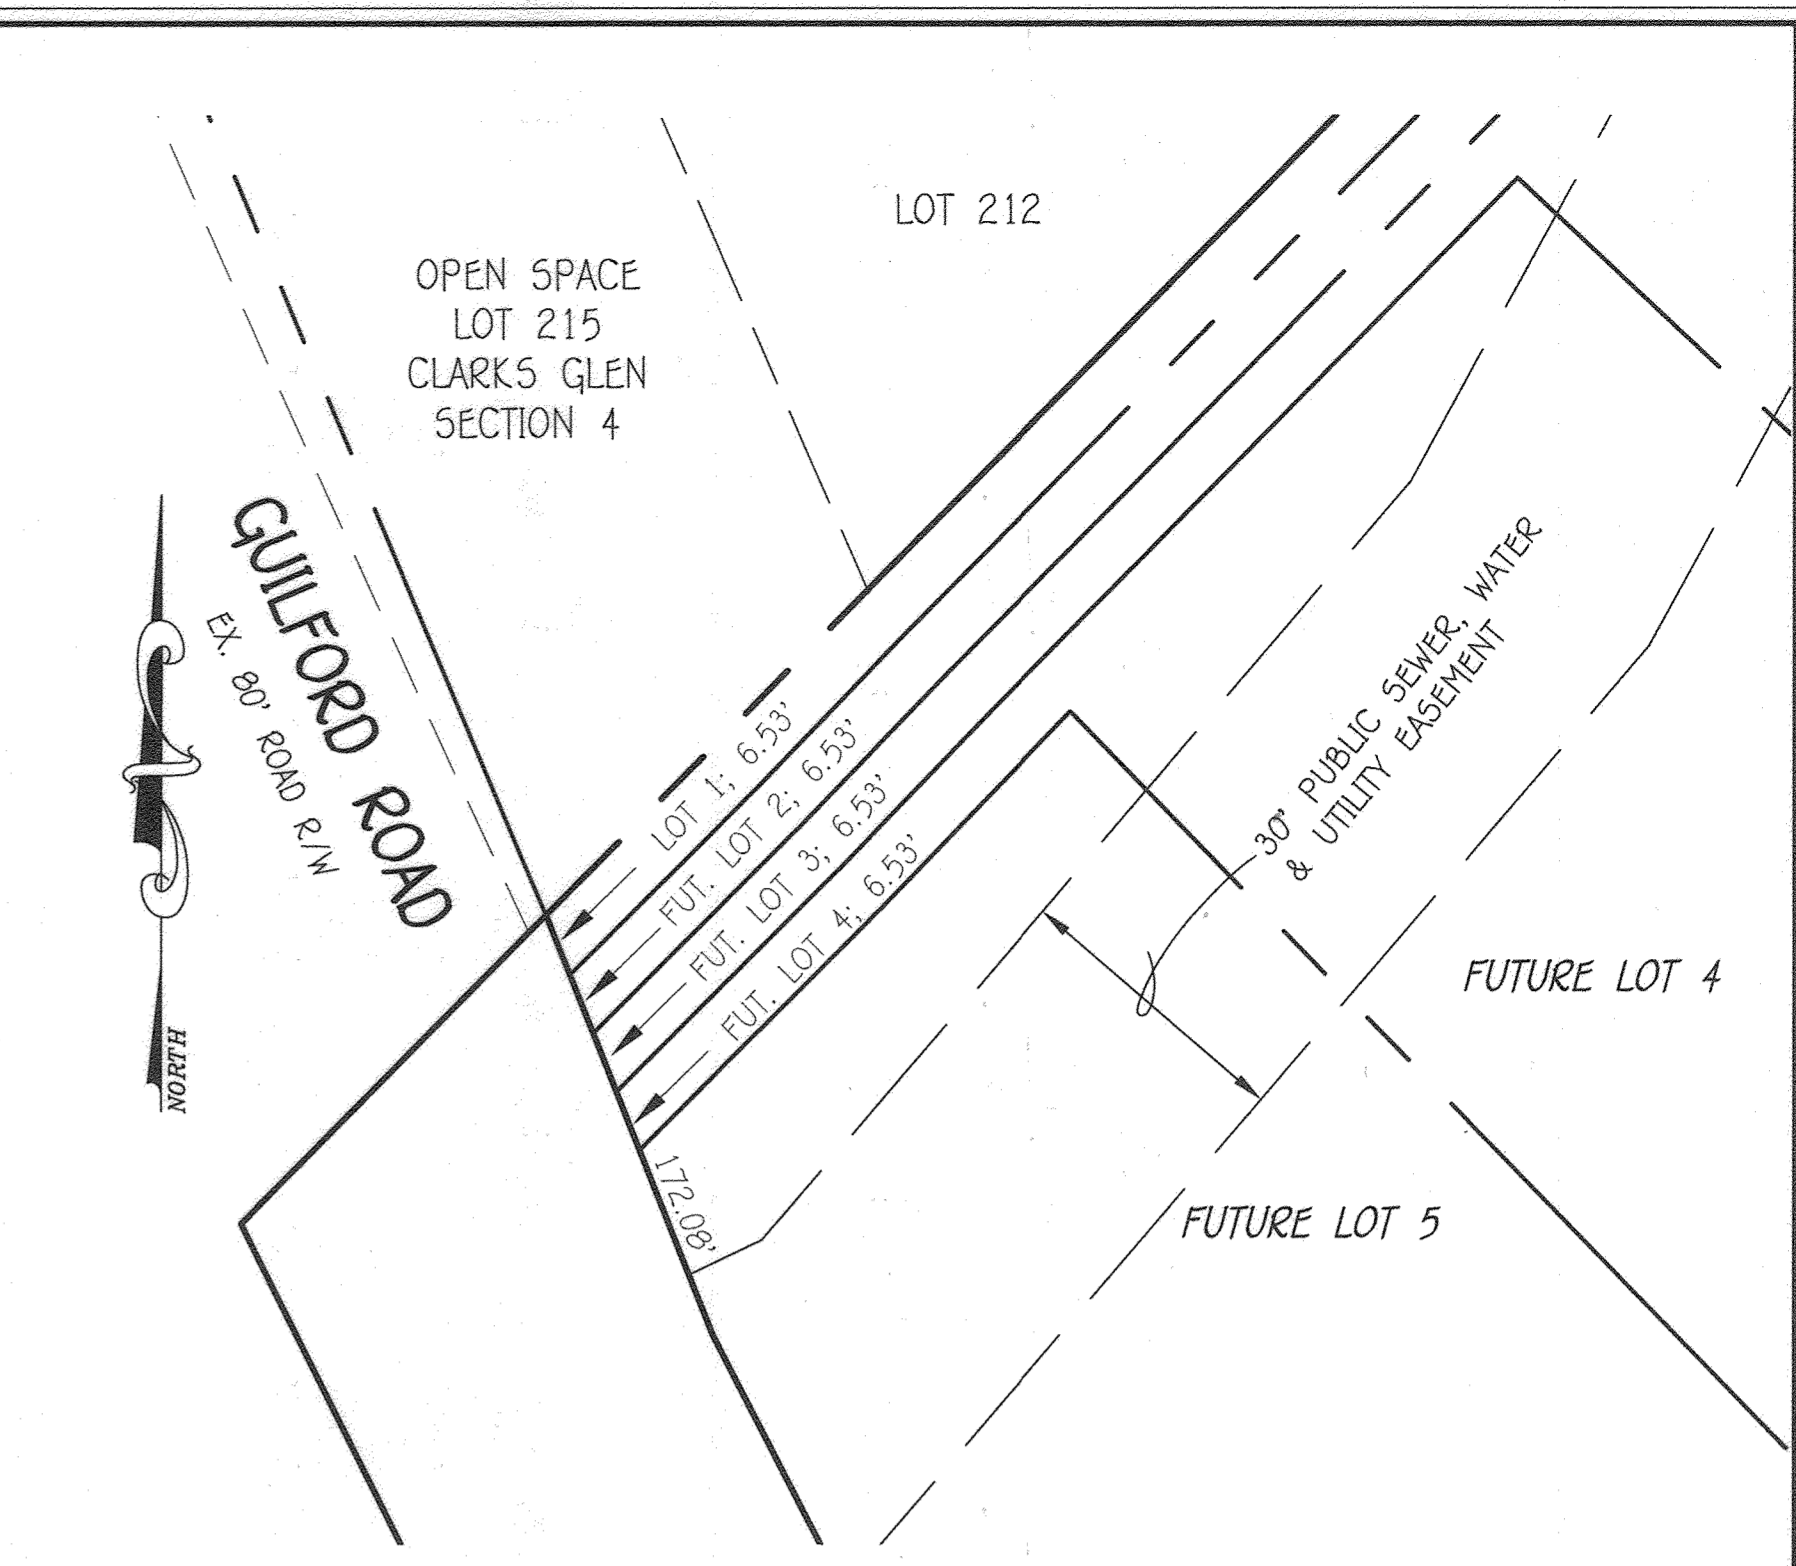 LOT 212
OPEN SPACE
LOT 215
CLARKS GLEN
SECTION 4
GUILFORD ROAD
EX. 80' ROAD R/W
NORTH
LOT 1; 6.53'
FUT. LOT 2; 6.53'
FUT. LOT 3; 6.53'
FUT. LOT 4; 6.53'
172.08'
30' PUBLIC SEWER, WATER
& UTILITY EASEMENT
FUTURE LOT 4
FUTURE LOT 5